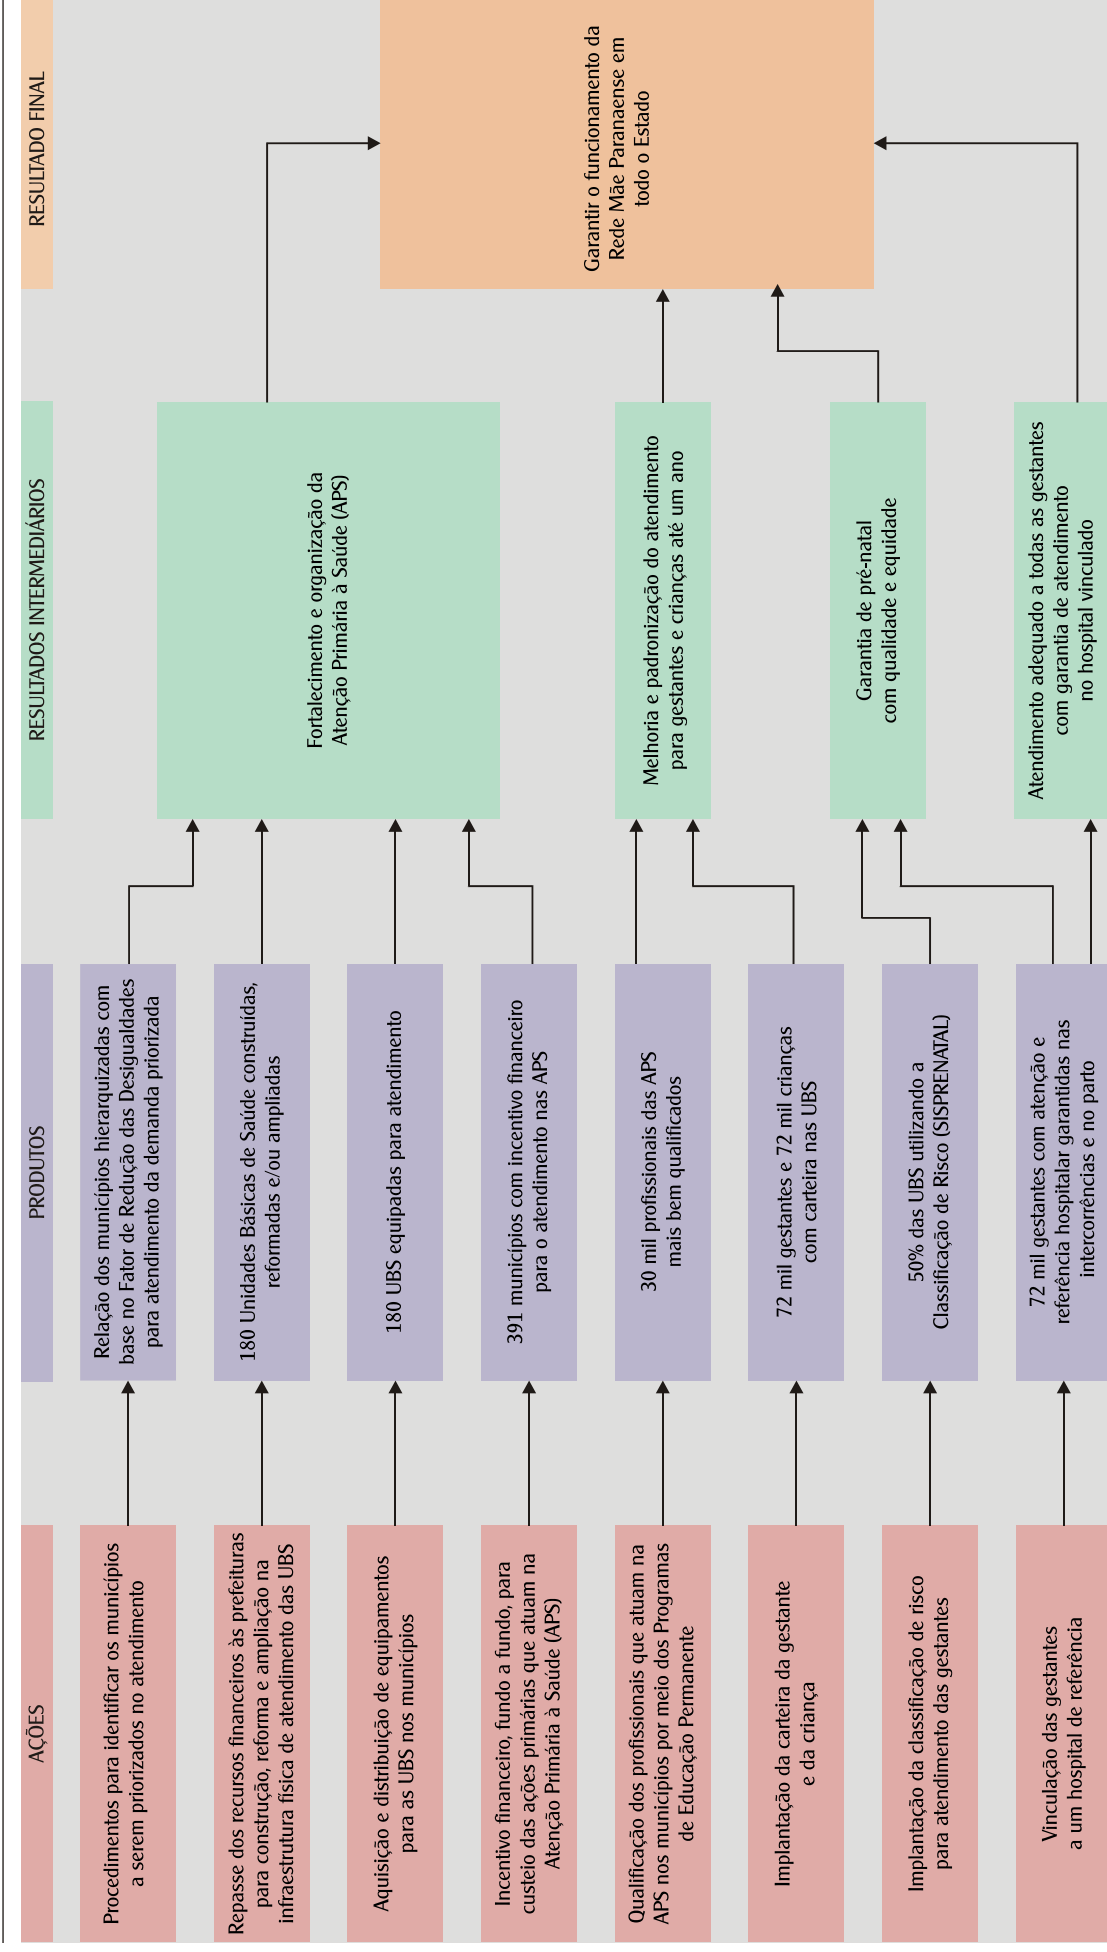 AÇÕES
PRODUTOS
RESULTADOS INTERMEDIÁRIOS
RESULTADO FINAL
Procedimentos para identificar os municípios
a serem priorizados no atendimento
Relação dos municípios hierarquizados com
base no Fator de Redução das Desigualdades
para atendimento da demanda priorizada
Repasse dos recursos financeiros às prefeituras
para construção, reforma e ampliação na
infraestrutura física de atendimento das UBS
180 Unidades Básicas de Saúde construídas,
reformadas e/ou ampliadas
Aquisição e distribuição de equipamentos
para as UBS nos municípios
180 UBS equipadas para atendimento
Incentivo financeiro, fundo a fundo, para
custeio das ações primárias que atuam na
Atenção Primária à Saúde (APS)
391 municípios com incentivo financeiro
para o atendimento nas APS
Fortalecimento e organização da
Atenção Primária à Saúde (APS)
Qualificação dos profissionais que atuam na
APS nos municípios por meio dos Programas
de Educação Permanente
30 mil profissionais das APS
mais bem qualificados
Implantação da carteira da gestante
e da criança
72 mil gestantes e 72 mil crianças
com carteira nas UBS
Melhoria e padronização do atendimento
para gestantes e crianças até um ano
Implantação da classificação de risco
para atendimento das gestantes
50% das UBS utilizando a
Classificação de Risco (SISPRENATAL)
Garantia de pré-natal
com qualidade e equidade
Vinculação das gestantes
a um hospital de referência
72 mil gestantes com atenção e
referência hospitalar garantidas nas
intercorrências e no parto
Atendimento adequado a todas as gestantes
com garantia de atendimento
no hospital vinculado
Garantir o funcionamento da
Rede Mãe Paranaense em
todo o Estado